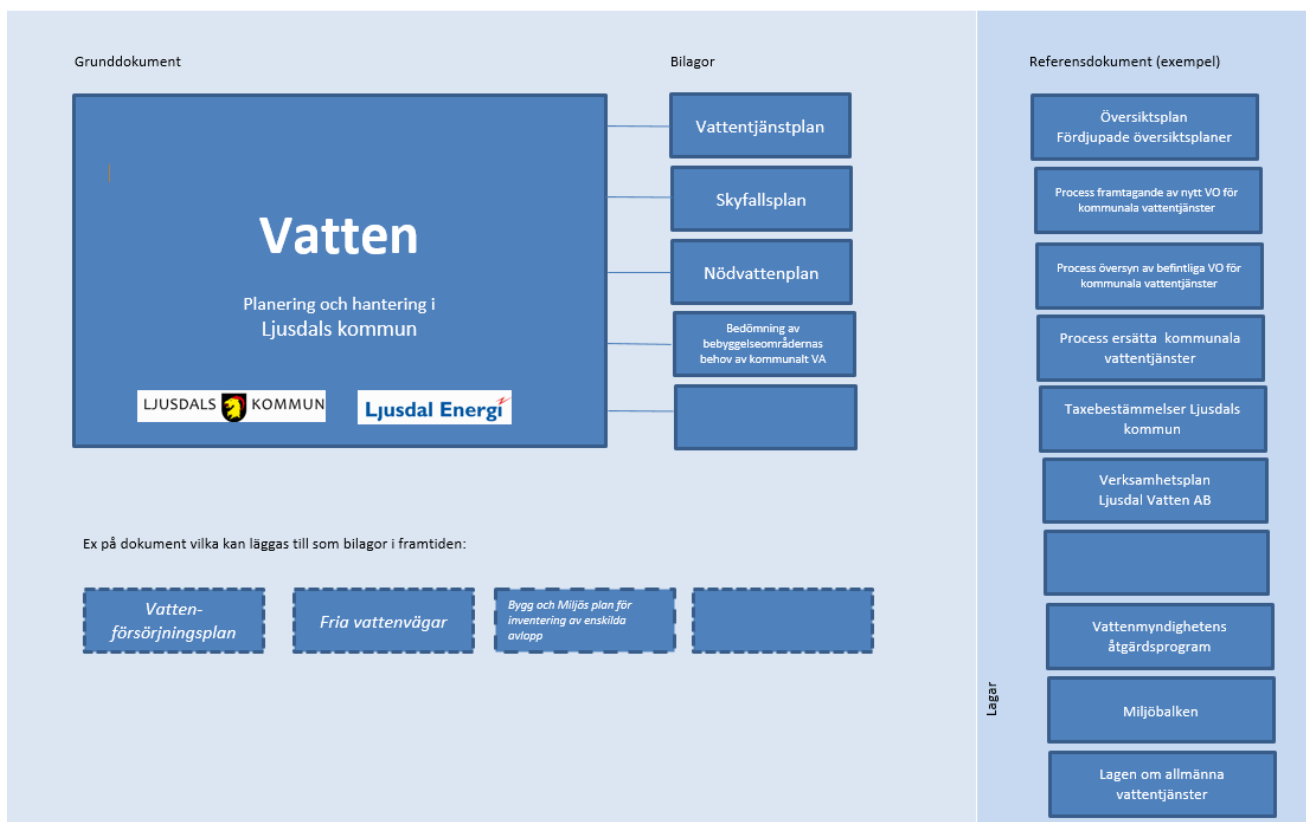 Grunddokument
Vatten
Planering och hantering i
Ljusdals kommun
LJUSDALS KOMMUN
Ljusdal Energi
Bilagor
Vattentjänstplan
Skyfallsplan
Nödvattenplan
Bedömning av
bebyggelseområdernas
behov av kommunalt VA
Ex på dokument vilka kan läggas till som bilagor i framtiden:
Vatten-
försörjningsplan
Fria vattenvägar
Bygg och Miljös plan för
inventering av enskilda
avlopp
Referensdokument (exempel)
Översiktsplan
Fördjupade översiktsplaner
Process framtagande av nytt VO för
kommunala vattentjänster
Process översyn av befintliga VO för
kommunala vattentjänster
Process ersätta kommunala
vattentjänster
Taxebestämmelser Ljusdals
kommun
Verksamhetsplan
Ljusdal Vatten AB
Vattenmyndighetens
åtgärdsprogram
Lagar
Miljöbalken
Lagen om allmänna
vattentjänster